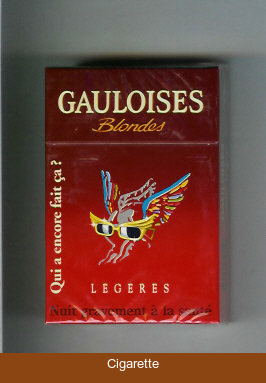 GAULOISES
Blondes
Qui a encore fait ça ?
LEGERES
Nuit gravement à la santé
Cigarette